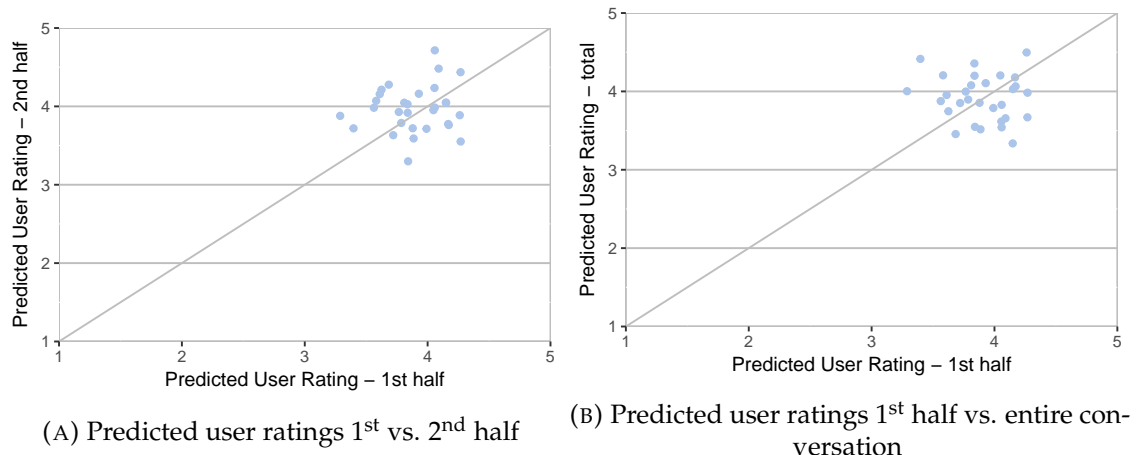 Predicted User Rating – 2nd half
5
4
3
2
1
1
2
3
4
5
Predicted User Rating – 1st half
(A) Predicted user ratings 1st vs. 2nd half
Predicted User Rating – total
5
4
3
2
1
1
2
3
4
5
Predicted User Rating – 1st half
(B) Predicted user ratings 1st half vs. entire con-
versation